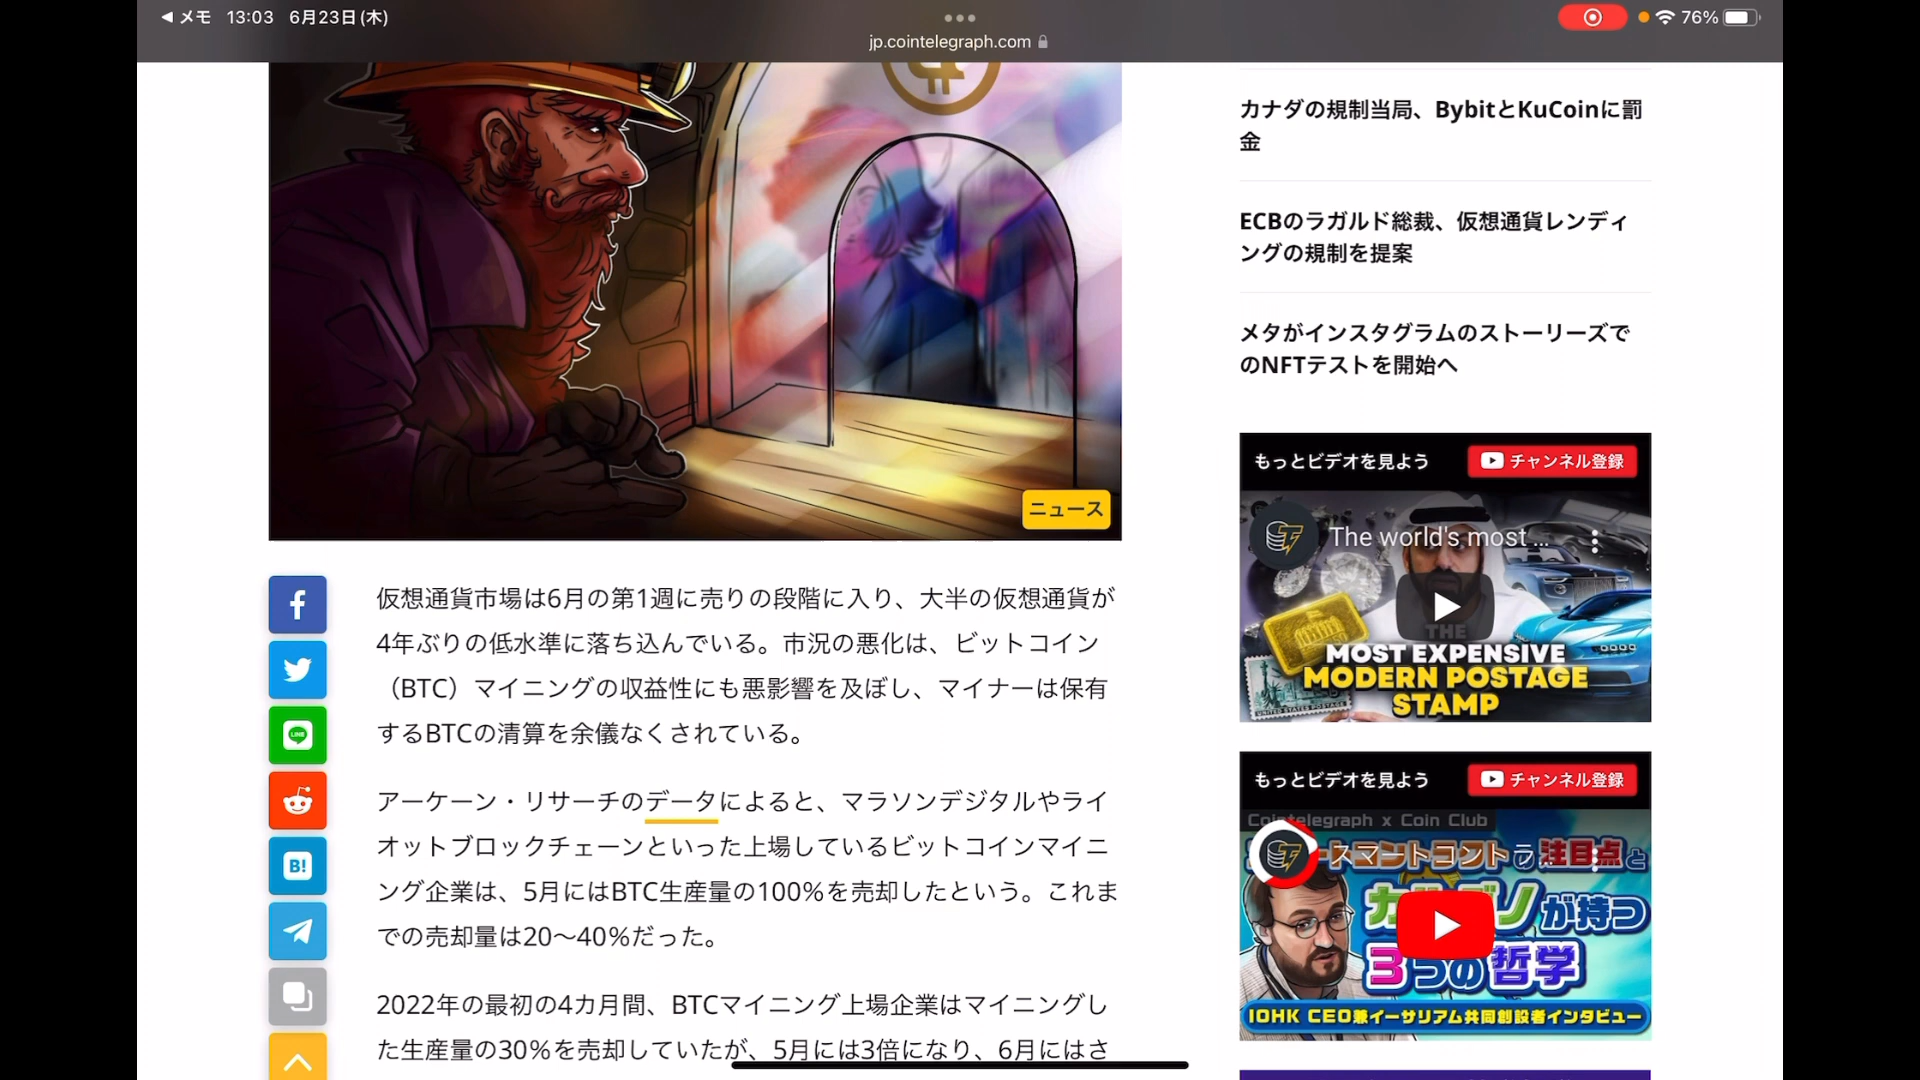 メモ 13:03 6月23日(木)
76%
jp.cointelegraph.com
ニュース
仮想通貨市場は6月の第1週に売りの段階に入り、大半の仮想通貨が
4年ぶりの低水準に落ち込んでいる。市況の悪化は、ビットコイン
（BTC）マイニングの収益性にも悪影響を及ぼし、マイナーは保有
するBTCの清算を余儀なくされている。
アーケーン・リサーチのデータによると、マラソンデジタルやライ
オットブロックチェーンといった上場しているビットコインマイニ
ング企業は、5月にはBTC生産量の100%を売却したという。これま
での売却量は20〜40%だった。
2022年の最初の4カ月間、BTCマイニング上場企業はマイニングし
た生産量の30%を売却していたが、5月には3倍になり、6月にはさ
LINE
B!
カナダの規制当局、BybitとKuCoinに罰
金
ECBのラガルド総裁、仮想通貨レンディ
ングの規制を提案
メタがインスタグラムのストーリーズで
のNFTテストを開始へ
もっとビデオを見よう
チャンネル登録
The world's most ...
THE
MOST EXPENSIVE
MODERN POSTAGE
STAMP
UNITED STATES POSTAGE
もっとビデオを見よう
チャンネル登録
Cointelegraph x Coin Club
スマートコントラ
注目点と
が持つ
3つの哲学
IOHK CEO兼イーサリアム共同創設者インタビュー